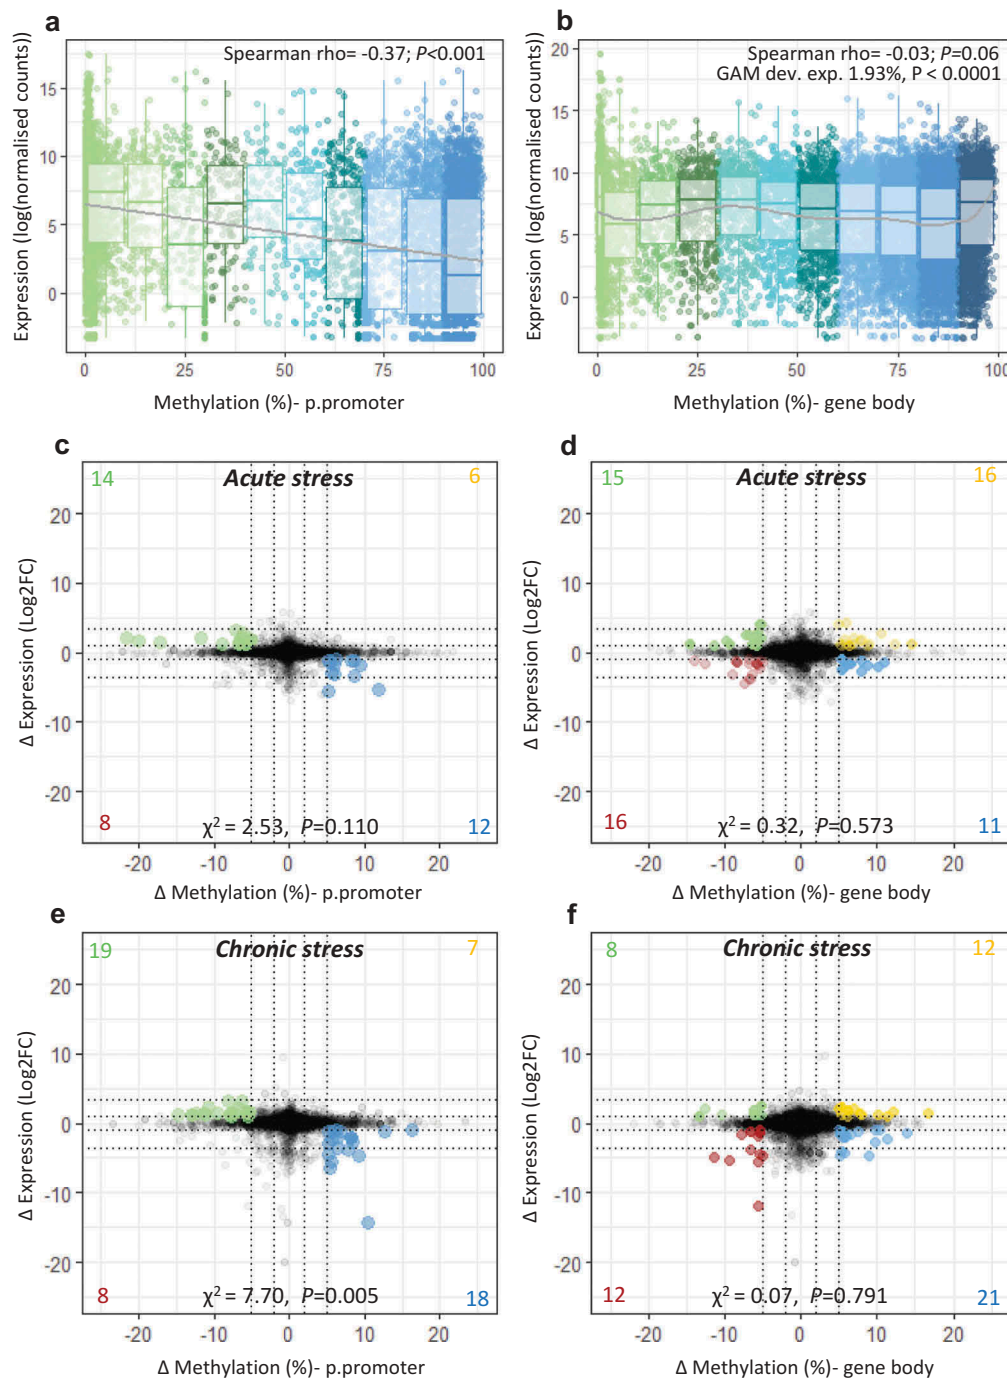 a
Spearman rho= -0.37; P<0.001
Expression (log(normalised counts))
15
10
5
0
0
25
50
75
100
Methylation (%)- p.promoter
b
Spearman rho= -0.03; P=0.06
GAM dev. exp. 1.93%, P < 0.0001
Expression (log(normalised counts))
20
15
10
5
0
0
25
50
75
100
Methylation (%)- gene body
c
14
Acute stress
6
Δ Expression (Log2FC)
20
10
0
-10
-20
8
χ² = 2.53, P=0.110
12
-20
-10
0
10
20
Δ Methylation (%)- p.promoter
d
15
Acute stress
16
Δ Expression (Log2FC)
20
10
0
-10
-20
16
χ² = 0.32, P=0.573
11
-20
-10
0
10
20
Δ Methylation (%)- gene body
e
19
Chronic stress
7
Δ Expression (Log2FC)
20
10
0
-10
-20
8
χ² = 7.70, P=0.005
18
-20
-10
0
10
20
Δ Methylation (%)- p.promoter
f
8
Chronic stress
12
Δ Expression (Log2FC)
20
10
0
-10
-20
12
χ² = 0.07, P=0.791
21
-20
-10
0
10
20
Δ Methylation (%)- gene body